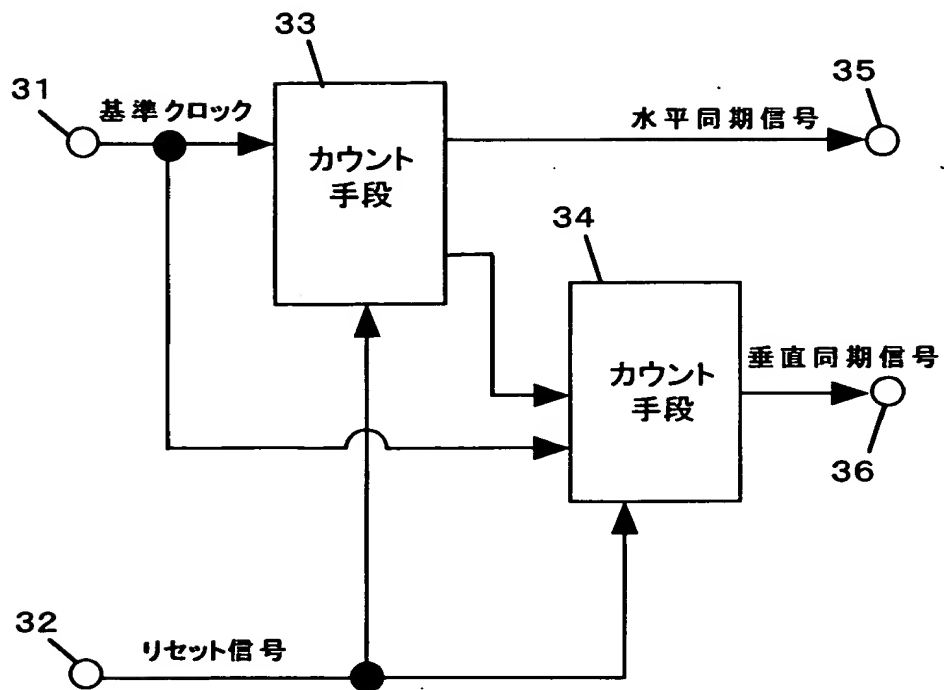 33
31
基準クロック
35
水平同期信号
カウント
手段
34
垂直同期信号
カウント
手段
36
32
リセット信号